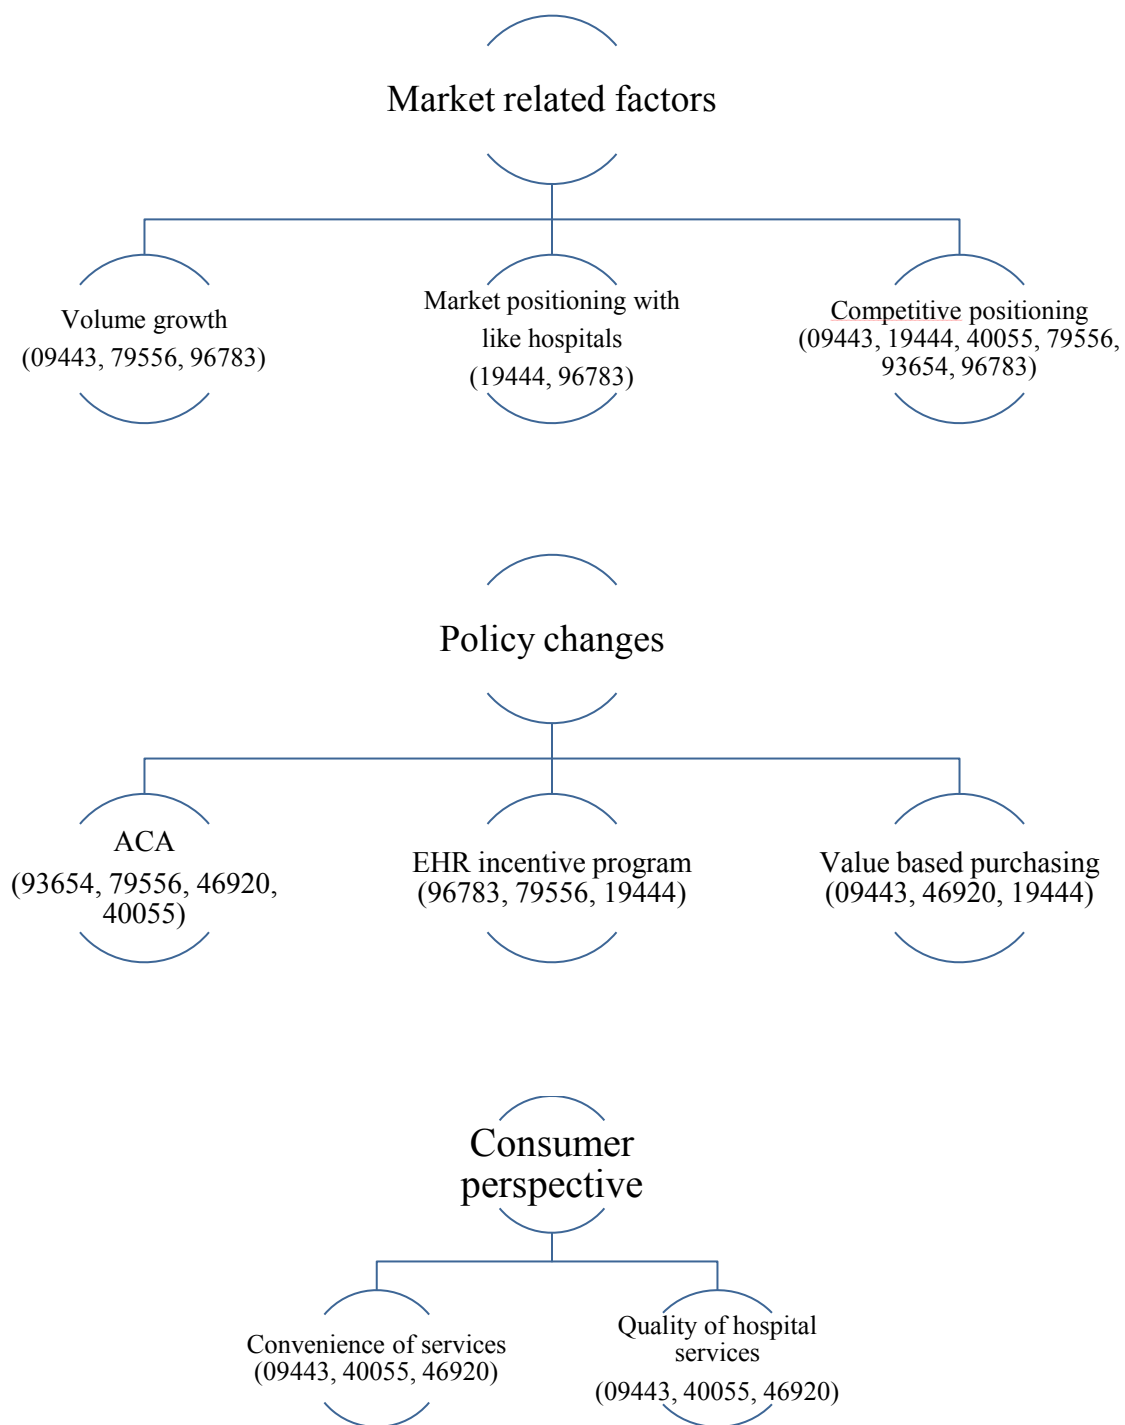 Market related factors
Volume growth
(09443, 79556, 96783)
Market positioning with
like hospitals
(19444, 96783)
Competitive positioning
(09443, 19444, 40055, 79556,
93654, 96783)
Policy changes
ACA
(93654, 79556, 46920,
40055)
EHR incentive program
(96783, 79556, 19444)
Value based purchasing
(09443, 46920, 19444)
Consumer
perspective
Convenience of services
(09443, 40055, 46920)
Quality of hospital
services
(09443, 40055, 46920)